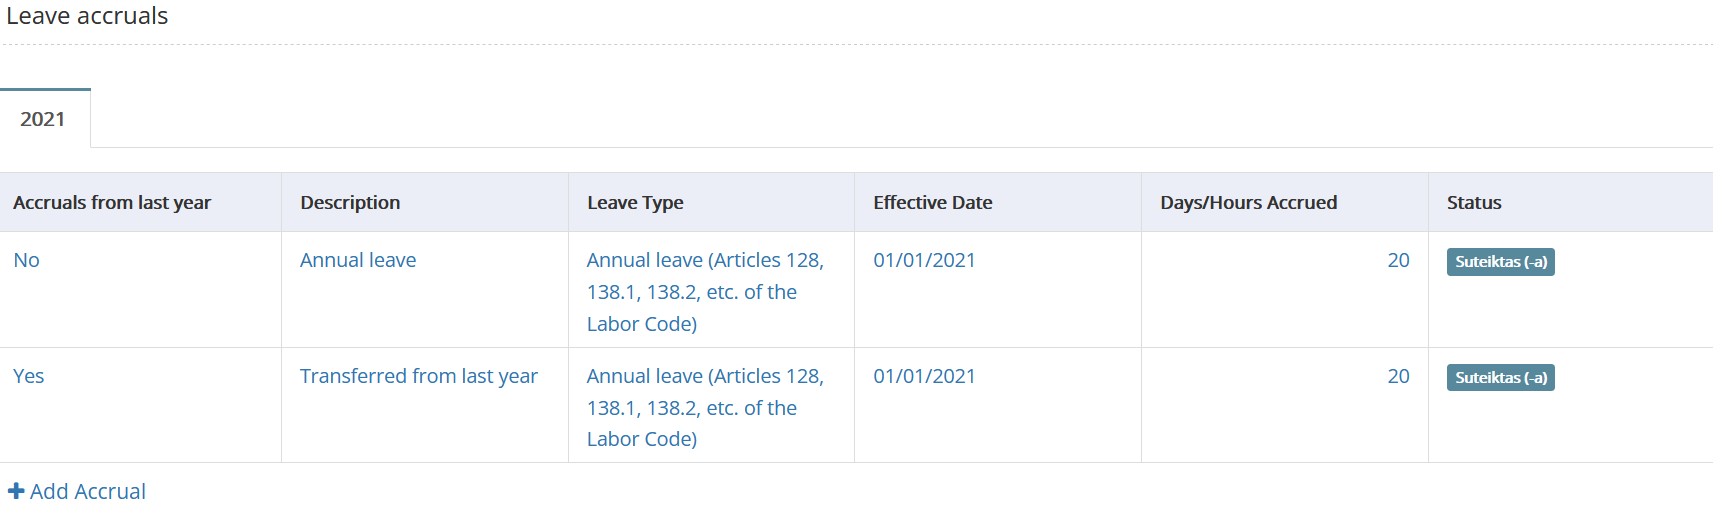 Leave accruals
2021
Accruals from last year Description Leave Type Effective Date Days/Hours Accrued Status
No Annual leave Annual leave (Articles 128, 01/01/2021 20 Suteiktas (-a)
138.1, 138.2, etc. of the
Labor Code)
Yes Transferred from last year Annual leave (Articles 128, 01/01/2021 20 Suteiktas (-a)
138.1, 138.2, etc. of the
Labor Code)
Add Accrual